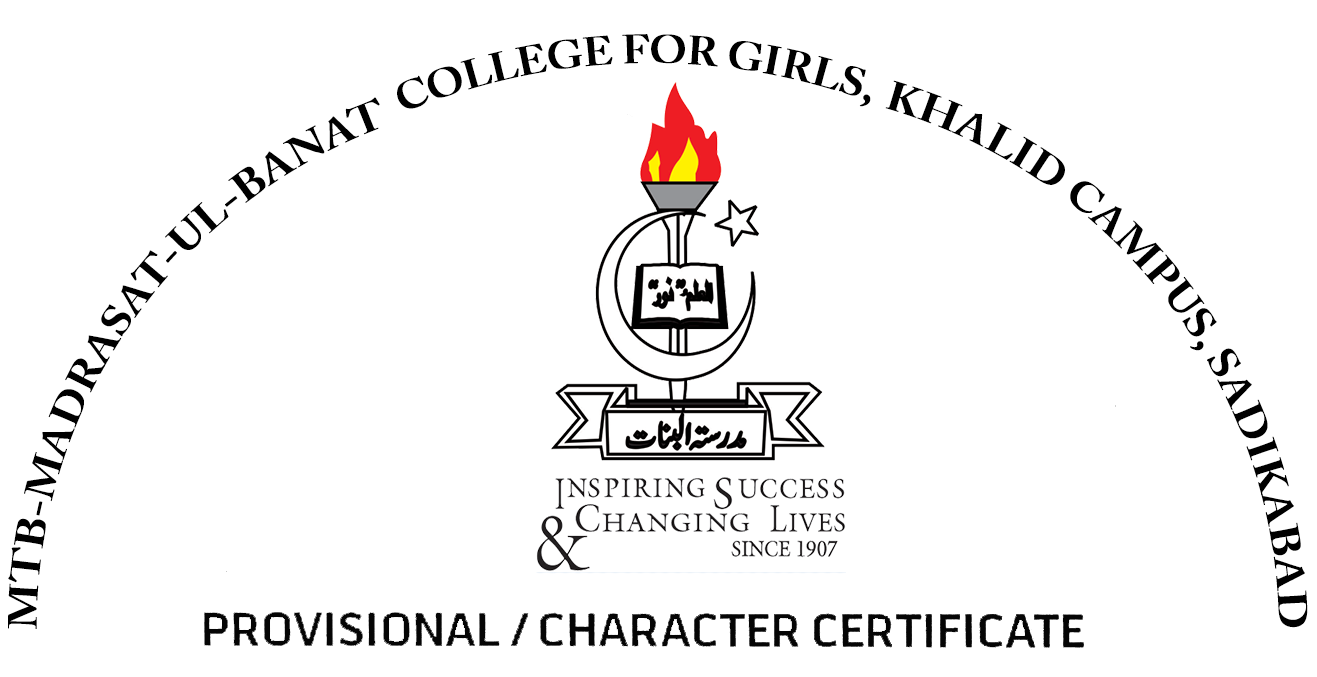 MTB-MADRASAT-UL-BANAT COLLEGE FOR GIRLS, KHALID CAMPUS, SADIKABAD
العلمُ نورٌ
مدرستہ البنات
INSPIRING SUCCESS
& CHANGING LIVES
SINCE 1907
PROVISIONAL / CHARACTER CERTIFICATE